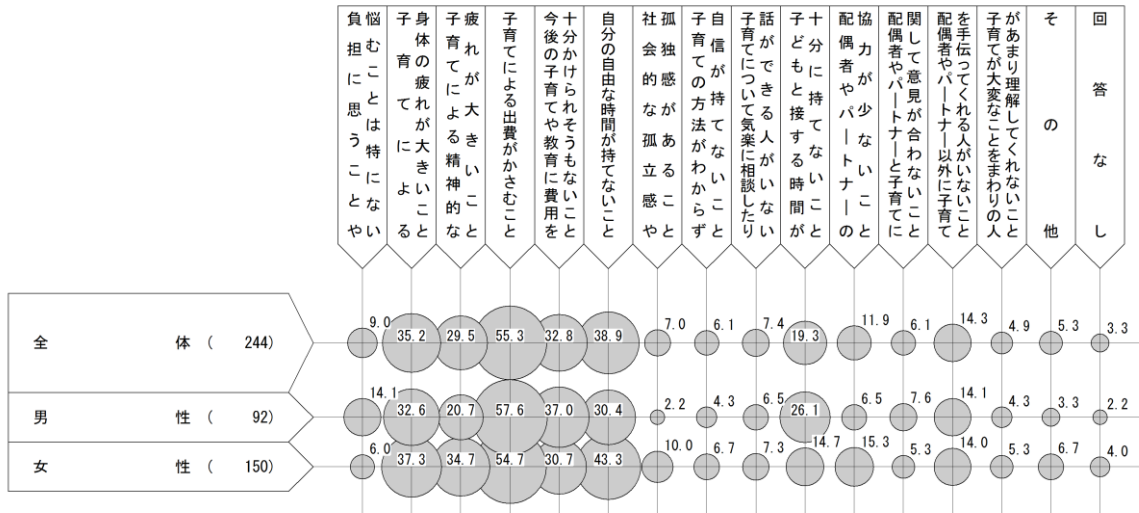 負担に思うことや
悩むことは特にない
子育てによる
身体の疲れが大きいこと
子育てによる精神的な
疲れが大きいこと
子育てによる出費がかさむこと
今後の子育てや教育に費用を
十分かけられそうもないこと
自分の自由な時間が持てないこと
社会的な孤立感や
孤独感があること
子育ての方法がわからず
自信が持てないこと
子育てについて気楽に相談したり
話ができる人がいない
子どもと接する時間が
十分に持てないこと
配偶者やパートナーの
協力が少ないこと
配偶者やパートナーと子育てに
関して意見が合わないこと
配偶者やパートナー以外に子育て
を手伝ってくれる人がいないこと
子育てが大変なことをまわりの人
があまり理解してくれないこと
その他
回答なし
全体 ( 244) 9.0 35.2 29.5 55.3 32.8 38.9 7.0 6.1 7.4 19.3 11.9 6.1 14.3 4.9 5.3 3.3
男性 ( 92) 14.1 32.6 20.7 57.6 37.0 30.4 2.2 4.3 6.5 26.1 6.5 7.6 14.1 4.3 3.3 2.2
女性 ( 150) 6.0 37.3 34.7 54.7 30.7 43.3 10.0 6.7 7.3 14.7 15.3 5.3 14.0 5.3 6.7 4.0